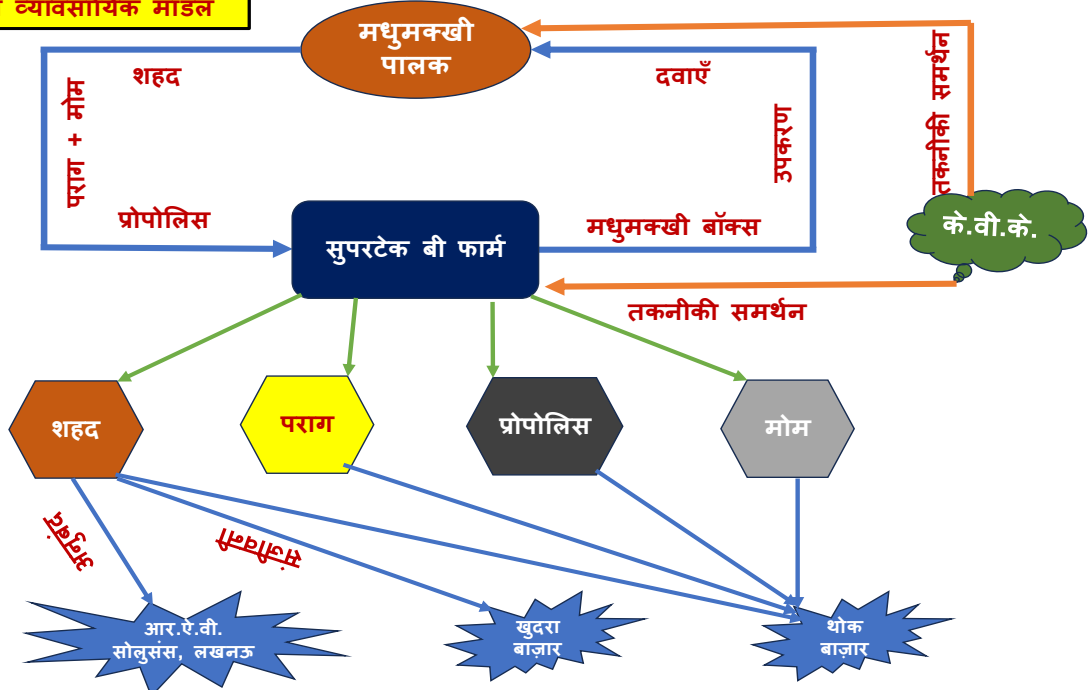 व्यावसायिक मॉडल
मधुमक्खी
पालक
शहद
दवाएँ
पराग + मोम
उपकरण
तकनीकी समर्थन
प्रोपोलिस
सुपरटेक बी फार्म
मधुमक्खी बॉक्स
के.वी.के.
तकनीकी समर्थन
शहद
पराग
प्रोपोलिस
मोम
अनुबंद
संजीवनी
आर.ऐ.वी.
सोलुसंस, लखनऊ
खुदरा
बाज़ार
थोक
बाज़ार